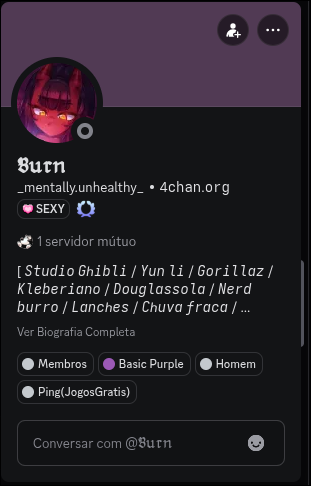 𝕭𝖚𝖗𝖓
_mentally.unhealthy_ • 4chan.org
SEXY
1 servidor mútuo
[ Studio Ghibli / Yun li / Gorillaz /
Kleberiano / Douglassola / Nerd
burro / Lanches / Chuva fraca / ...
Ver Biografia Completa
Membros
Basic Purple
Homem
Ping(JogosGratis)
Conversar com @𝕭𝖚𝖗𝖓